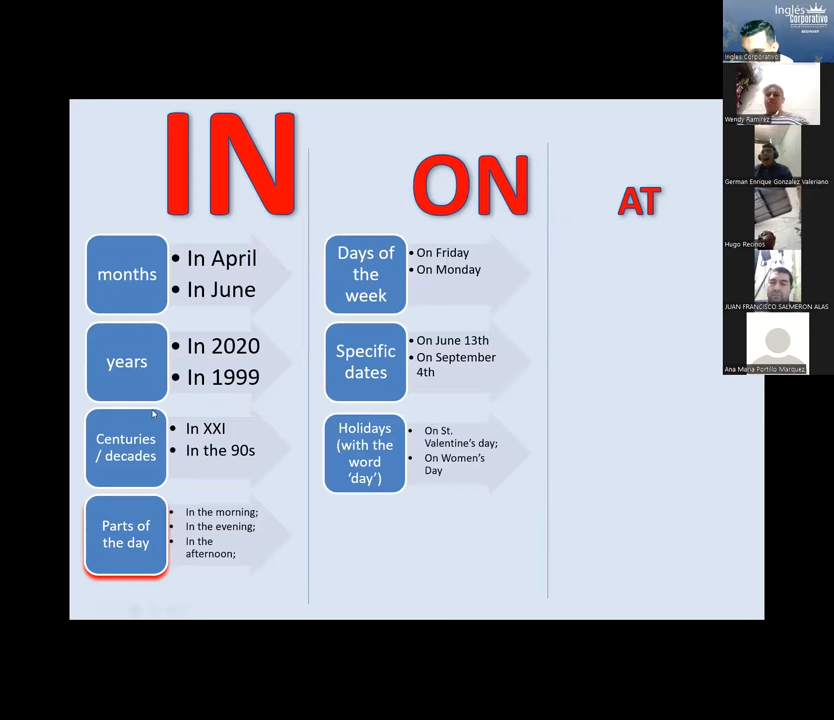 IN
months
• In April
• In June
years
• In 2020
• In 1999
Centuries
/ decades
• In XXI
• In the 90s
Parts of
the day
• In the morning;
• In the evening;
• In the
afternoon;
ON
Days of
the
week
• On Friday
• On Monday
Specific
dates
• On June 13th
• On September
4th
Holidays
(with the
word
‘day’)
• On St.
Valentine’s day;
• On Women’s
Day
AT
Inglés
Corporativo
BEGINNER
Ingles Corporativo
Wendy Ramirez
German Enrique Gonzalez Valeriano
Hugo Recinos
JUAN FRANCISCO SALMERON ALAS
Ana Maria Portillo Marquez